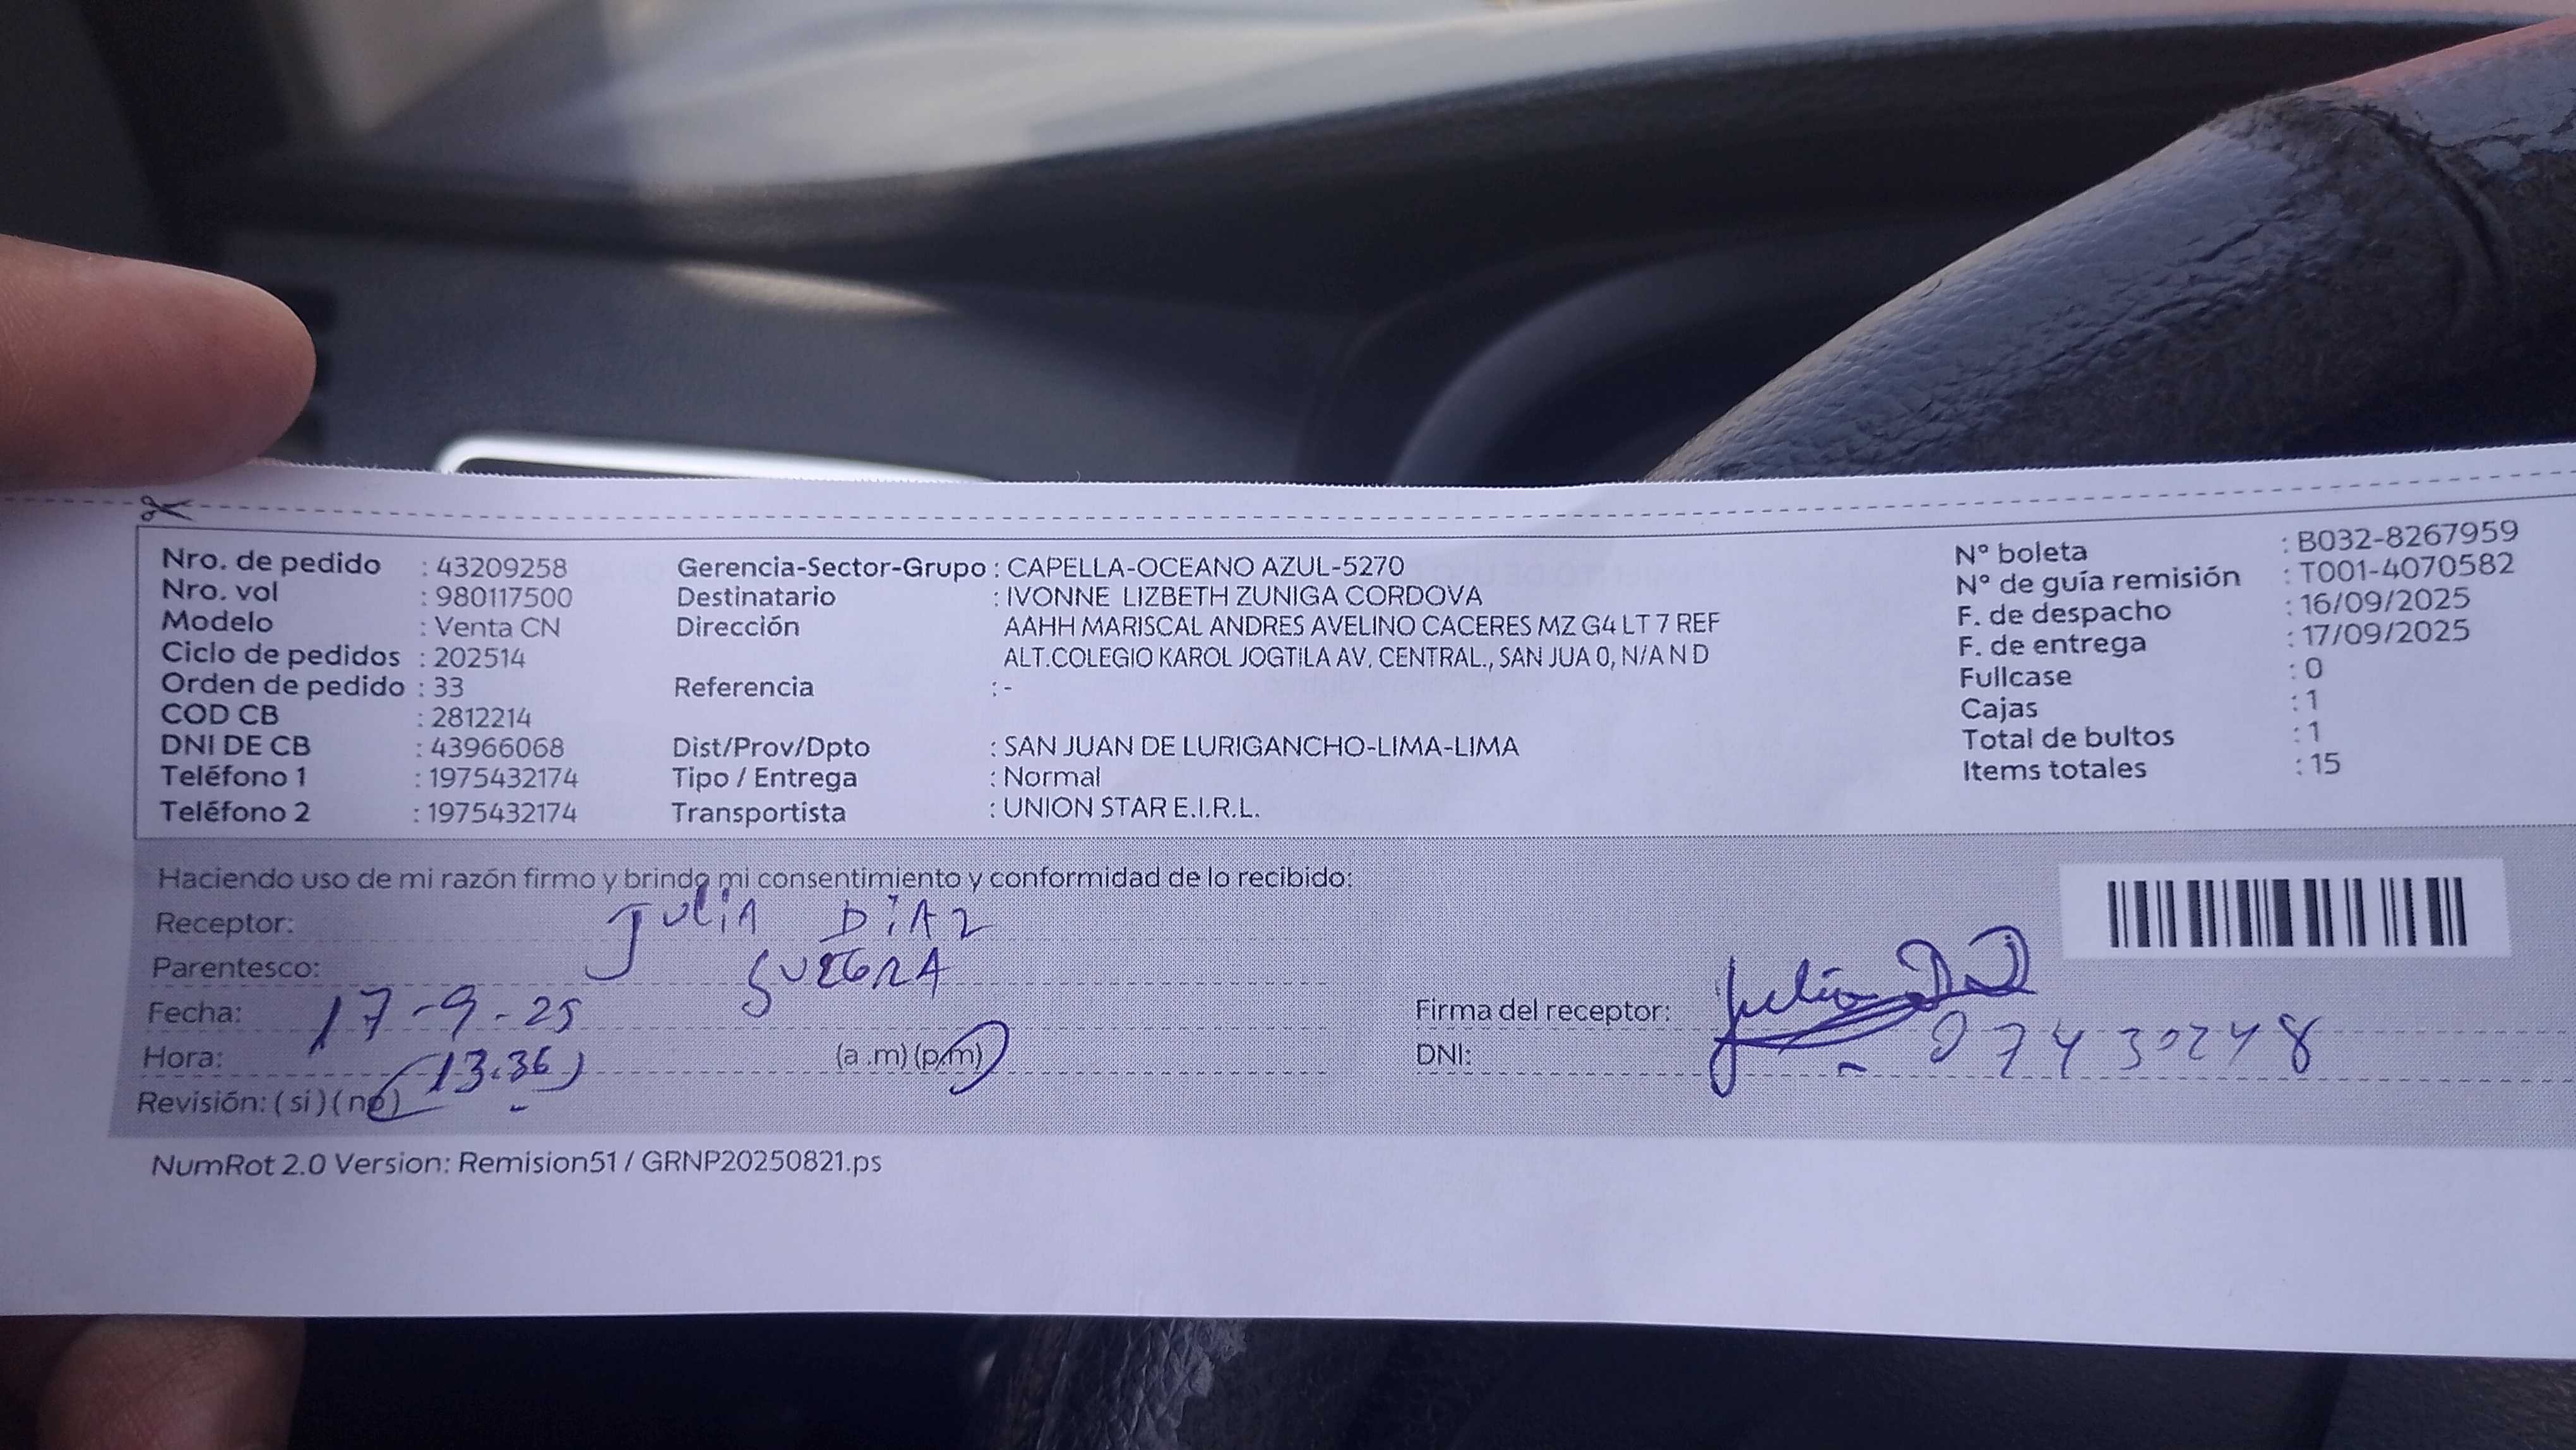 Nro. de pedido : 43209258
Nro. vol : 980117500
Modelo : Venta CN
Ciclo de pedidos : 202514
Orden de pedido : 33
COD CB : 2812214
DNI DE CB : 43966068
Teléfono 1 : 1975432174
Teléfono 2 : 1975432174
Gerencia-Sector-Grupo : CAPELLA-OCEANO AZUL-5270
Destinatario : IVONNE LIZBETH ZUNIGA CORDOVA
Dirección AAHH MARISCAL ANDRES AVELINO CACERES MZ G4 LT 7 REF
ALT.COLEGIO KAROL JOGTILA AV. CENTRAL., SAN JUA 0, N/A N D
Referencia : -
Dist/Prov/Dpto : SAN JUAN DE LURIGANCHO-LIMA-LIMA
Tipo / Entrega : Normal
Transportista : UNION STAR E.I.R.L.
N° boleta : B032-8267959
N° de guía remisión : T001-4070582
F. de despacho : 16/09/2025
F. de entrega : 17/09/2025
Fullcase : 0
Cajas : 1
Total de bultos : 1
Items totales : 15
Haciendo uso de mi razón firmo y brindo mi consentimiento y conformidad de lo recibido:
Receptor: JULIA DIAZ
Parentesco: SUEGRA
Fecha: 17-9-25
Hora: (13.36) (a .m) (p.m)
Revisión: ( si ) ( no )
Firma del receptor: Julia
DNI: 07430248
NumRot 2.0 Version: Remision51 / GRNP20250821.ps